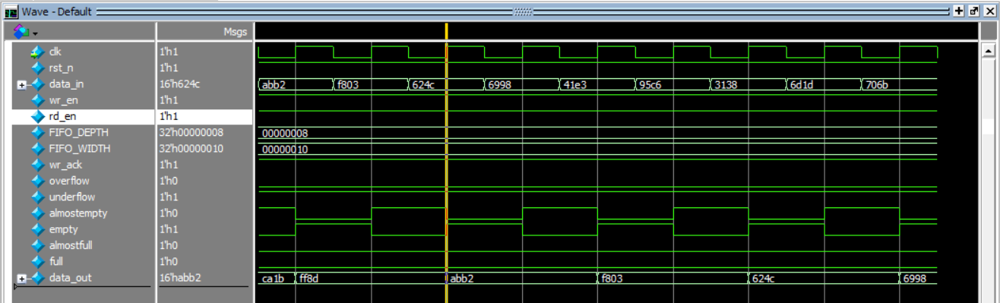 Wave - Default
Msgs
clk 1'h1
rst_n 1'h1
data_in 16'h624c abb2 f803 624c 6998 41e3 95c6 3138 6d1d 706b
wr_en 1'h1
rd_en 1'h1
FIFO_DEPTH 32'h00000008 00000008
FIFO_WIDTH 32'h00000010 00000010
wr_ack 1'h1
overflow 1'h0
underflow 1'h1
almostempty 1'h0
empty 1'h1
almostfull 1'h0
full 1'h0
data_out 16'habb2 ca1b ff8d abb2 f803 624c 6998